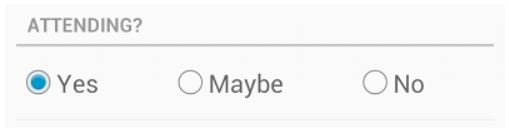 ATTENDING?
Yes Maybe No